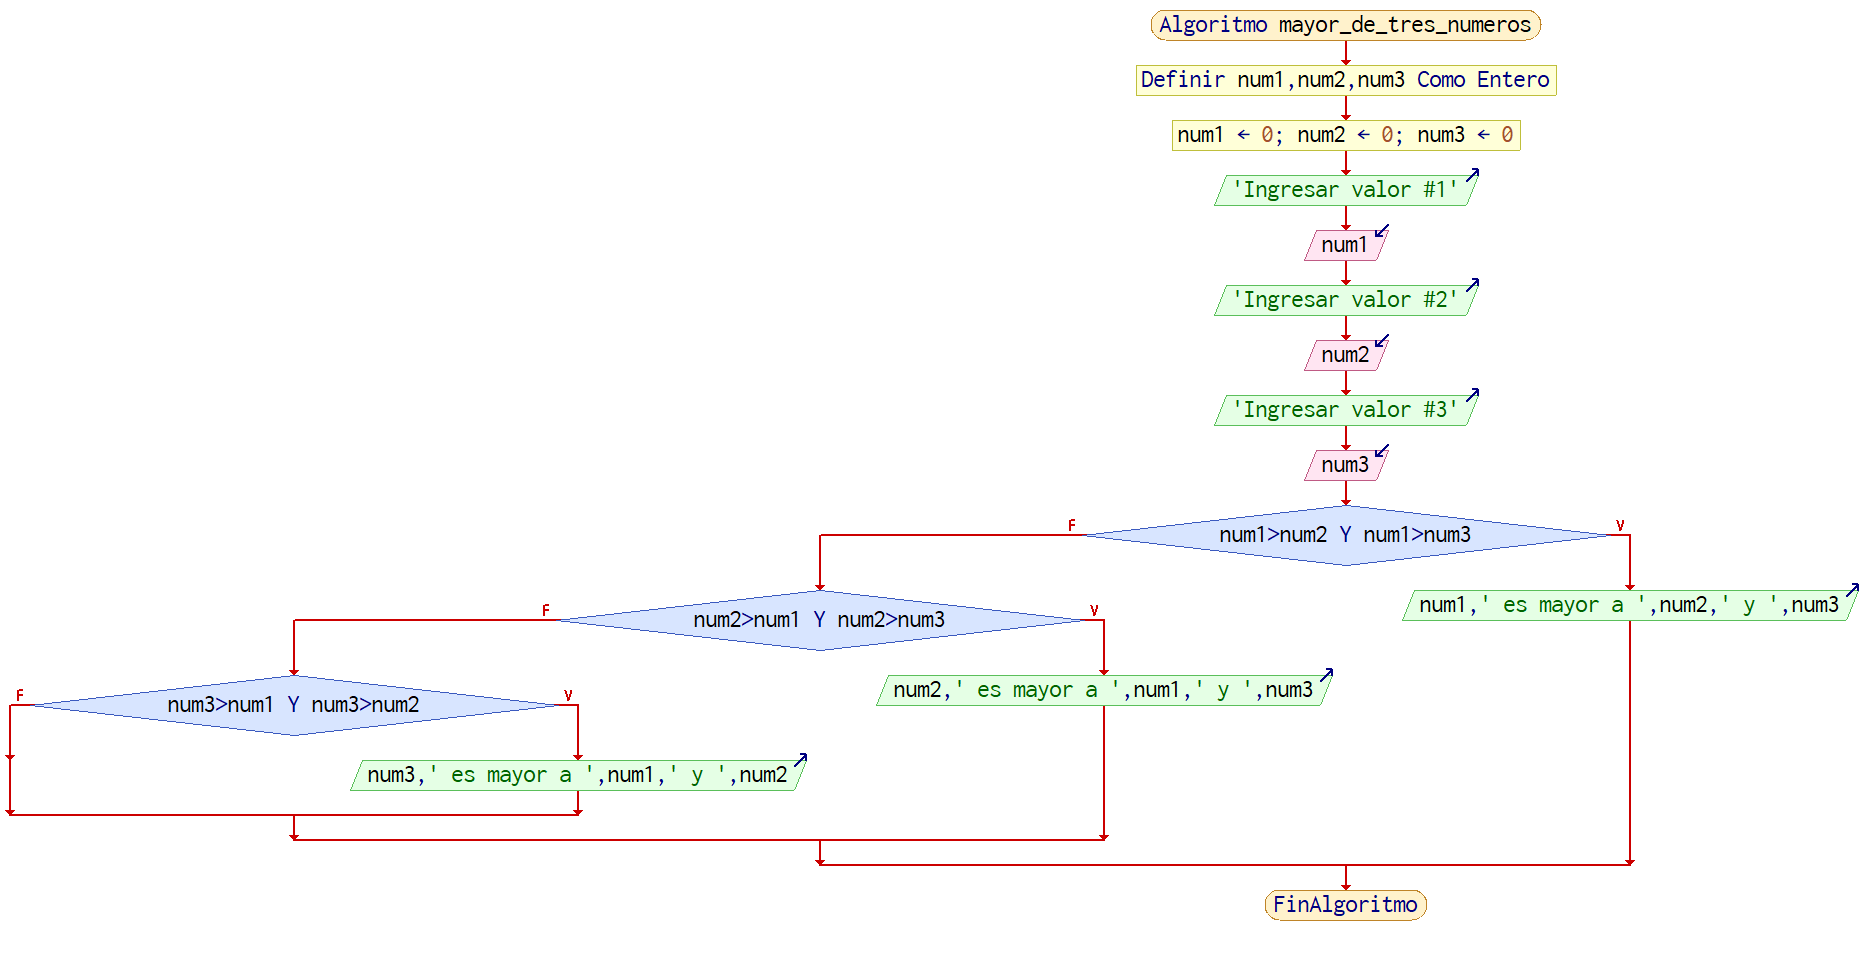 Algoritmo mayor_de_tres_numeros
Definir num1,num2,num3 Como Entero
num1 ← 0; num2 ← 0; num3 ← 0
'Ingresar valor #1'
num1
'Ingresar valor #2'
num2
'Ingresar valor #3'
num3
F
V
num1>num2 Y num1>num3
num1,' es mayor a ',num2,' y ',num3
F
V
num2>num1 Y num2>num3
num2,' es mayor a ',num1,' y ',num3
F
V
num3>num1 Y num3>num2
num3,' es mayor a ',num1,' y ',num2
FinAlgoritmo